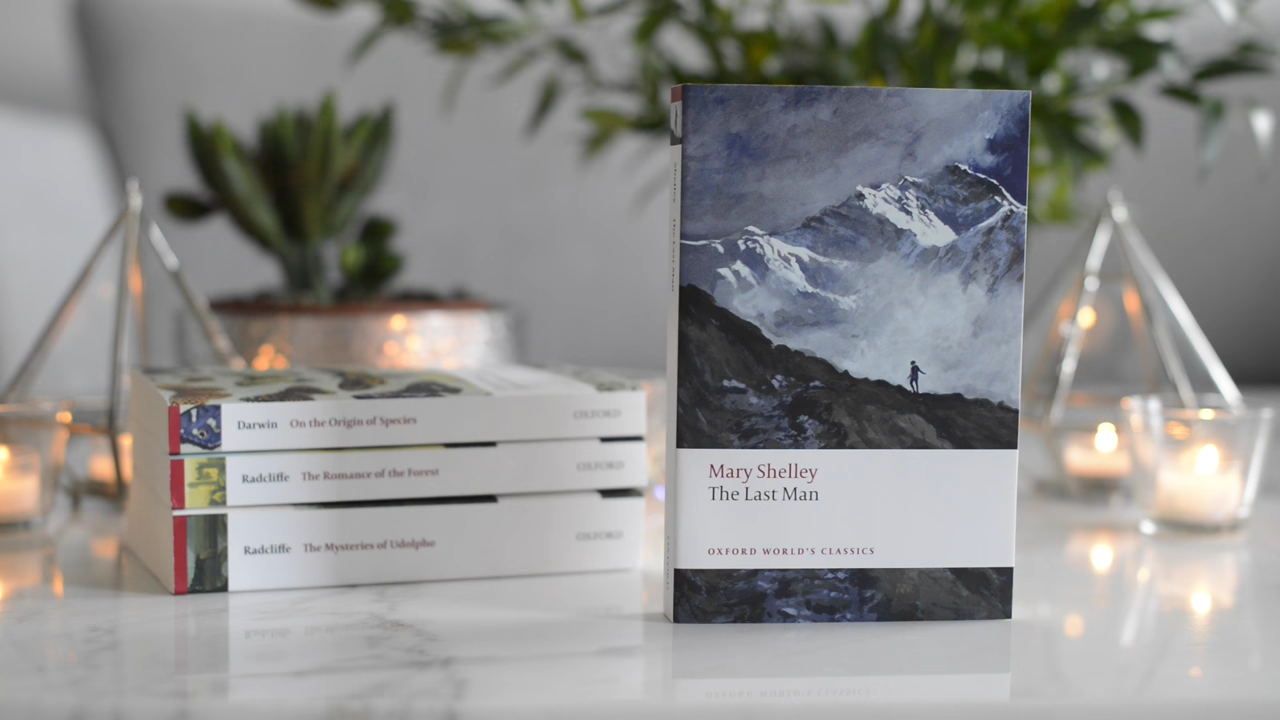 Darwin On the Origin of Species OXFORD
Radcliffe The Romance of the Forest OXFORD
Radcliffe The Mysteries of Udolpho OXFORD
Mary Shelley
The Last Man
OXFORD WORLD'S CLASSICS